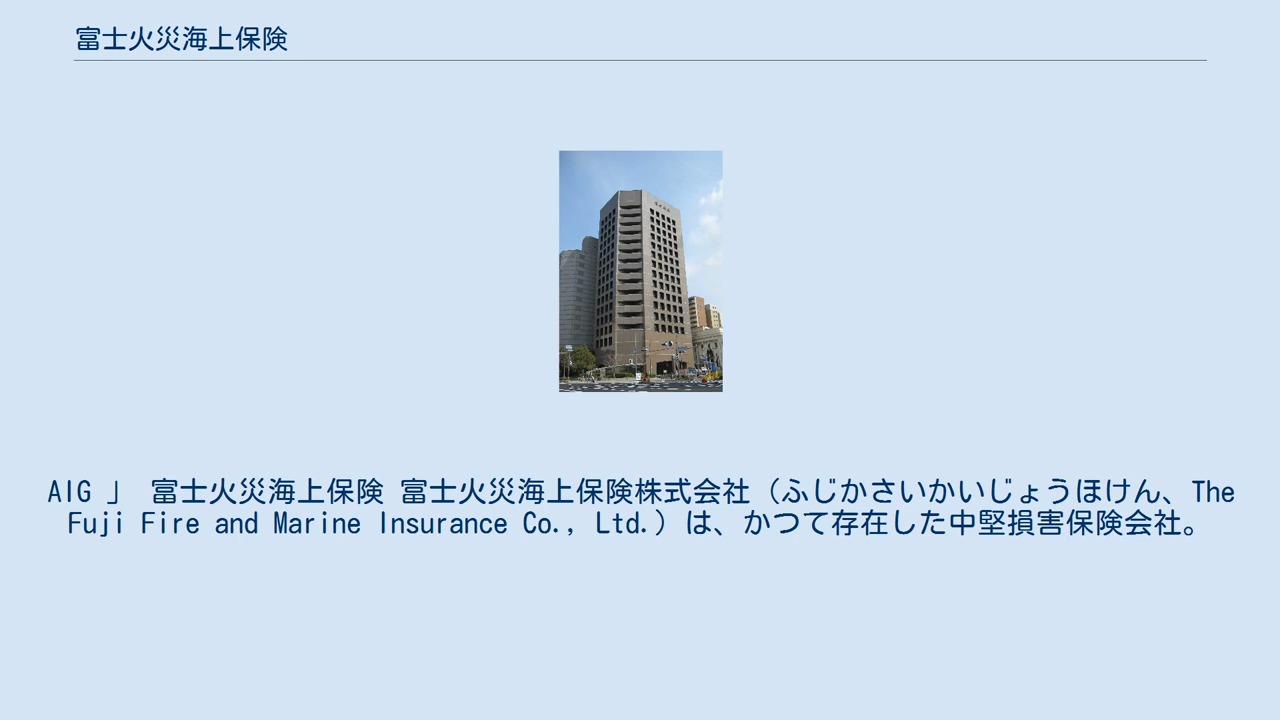 富士火災海上保険
AIG 」 富士火災海上保険 富士火災海上保険株式会社（ふじかさいかいじょうほけん、The
Fuji Fire and Marine Insurance Co., Ltd.）は、かつて存在した中堅損害保険会社。